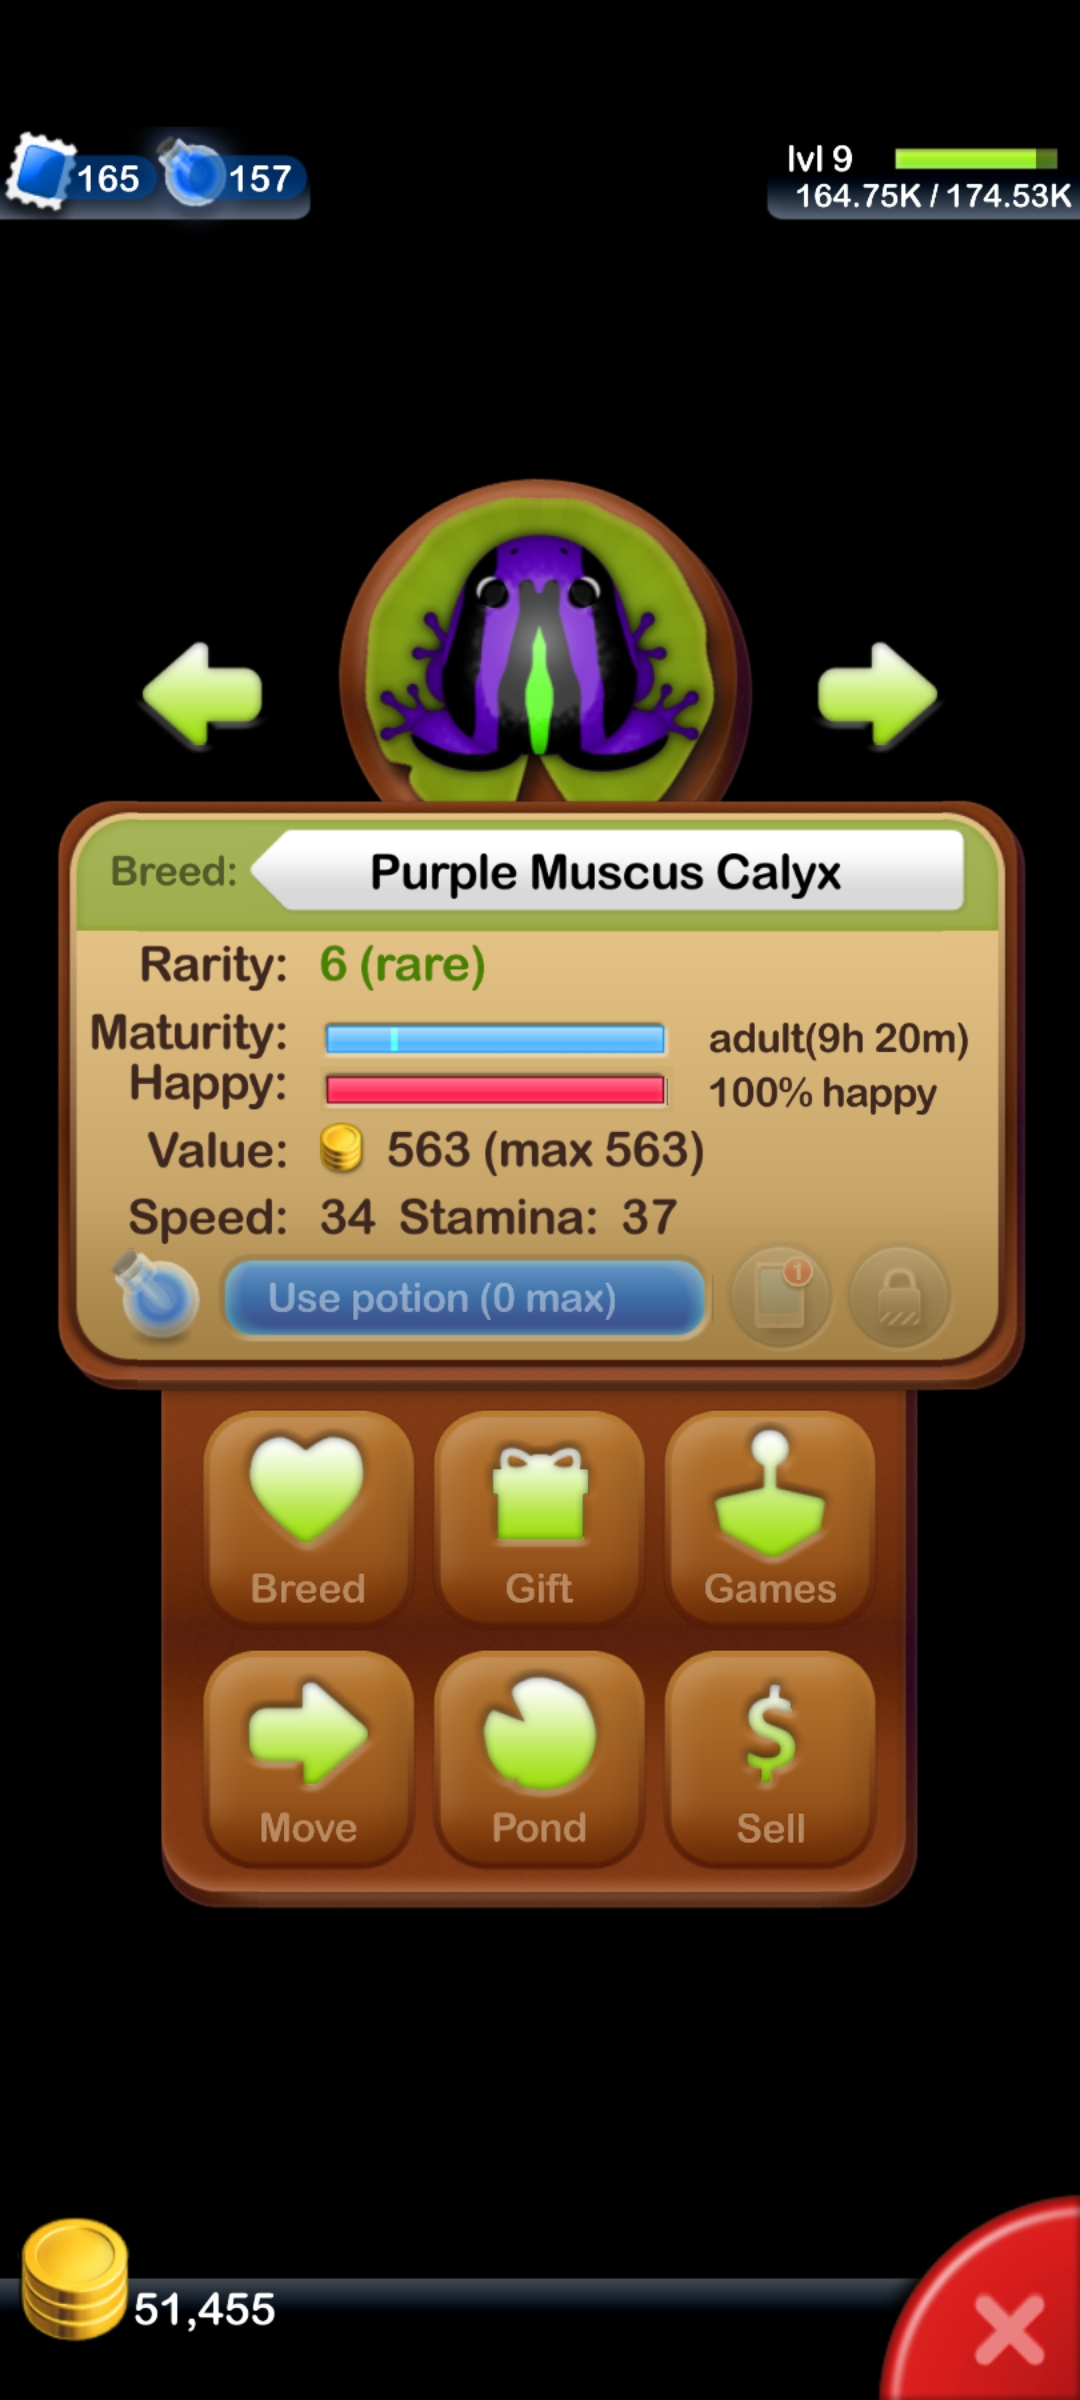 165 157
lvl 9
164.75K / 174.53K
Breed: Purple Muscus Calyx
Rarity: 6 (rare)
Maturity: adult(9h 20m)
Happy: 100% happy
Value: 563 (max 563)
Speed: 34 Stamina: 37
Use potion (0 max) 1
Breed Gift Games
Move Pond $ Sell
51,455